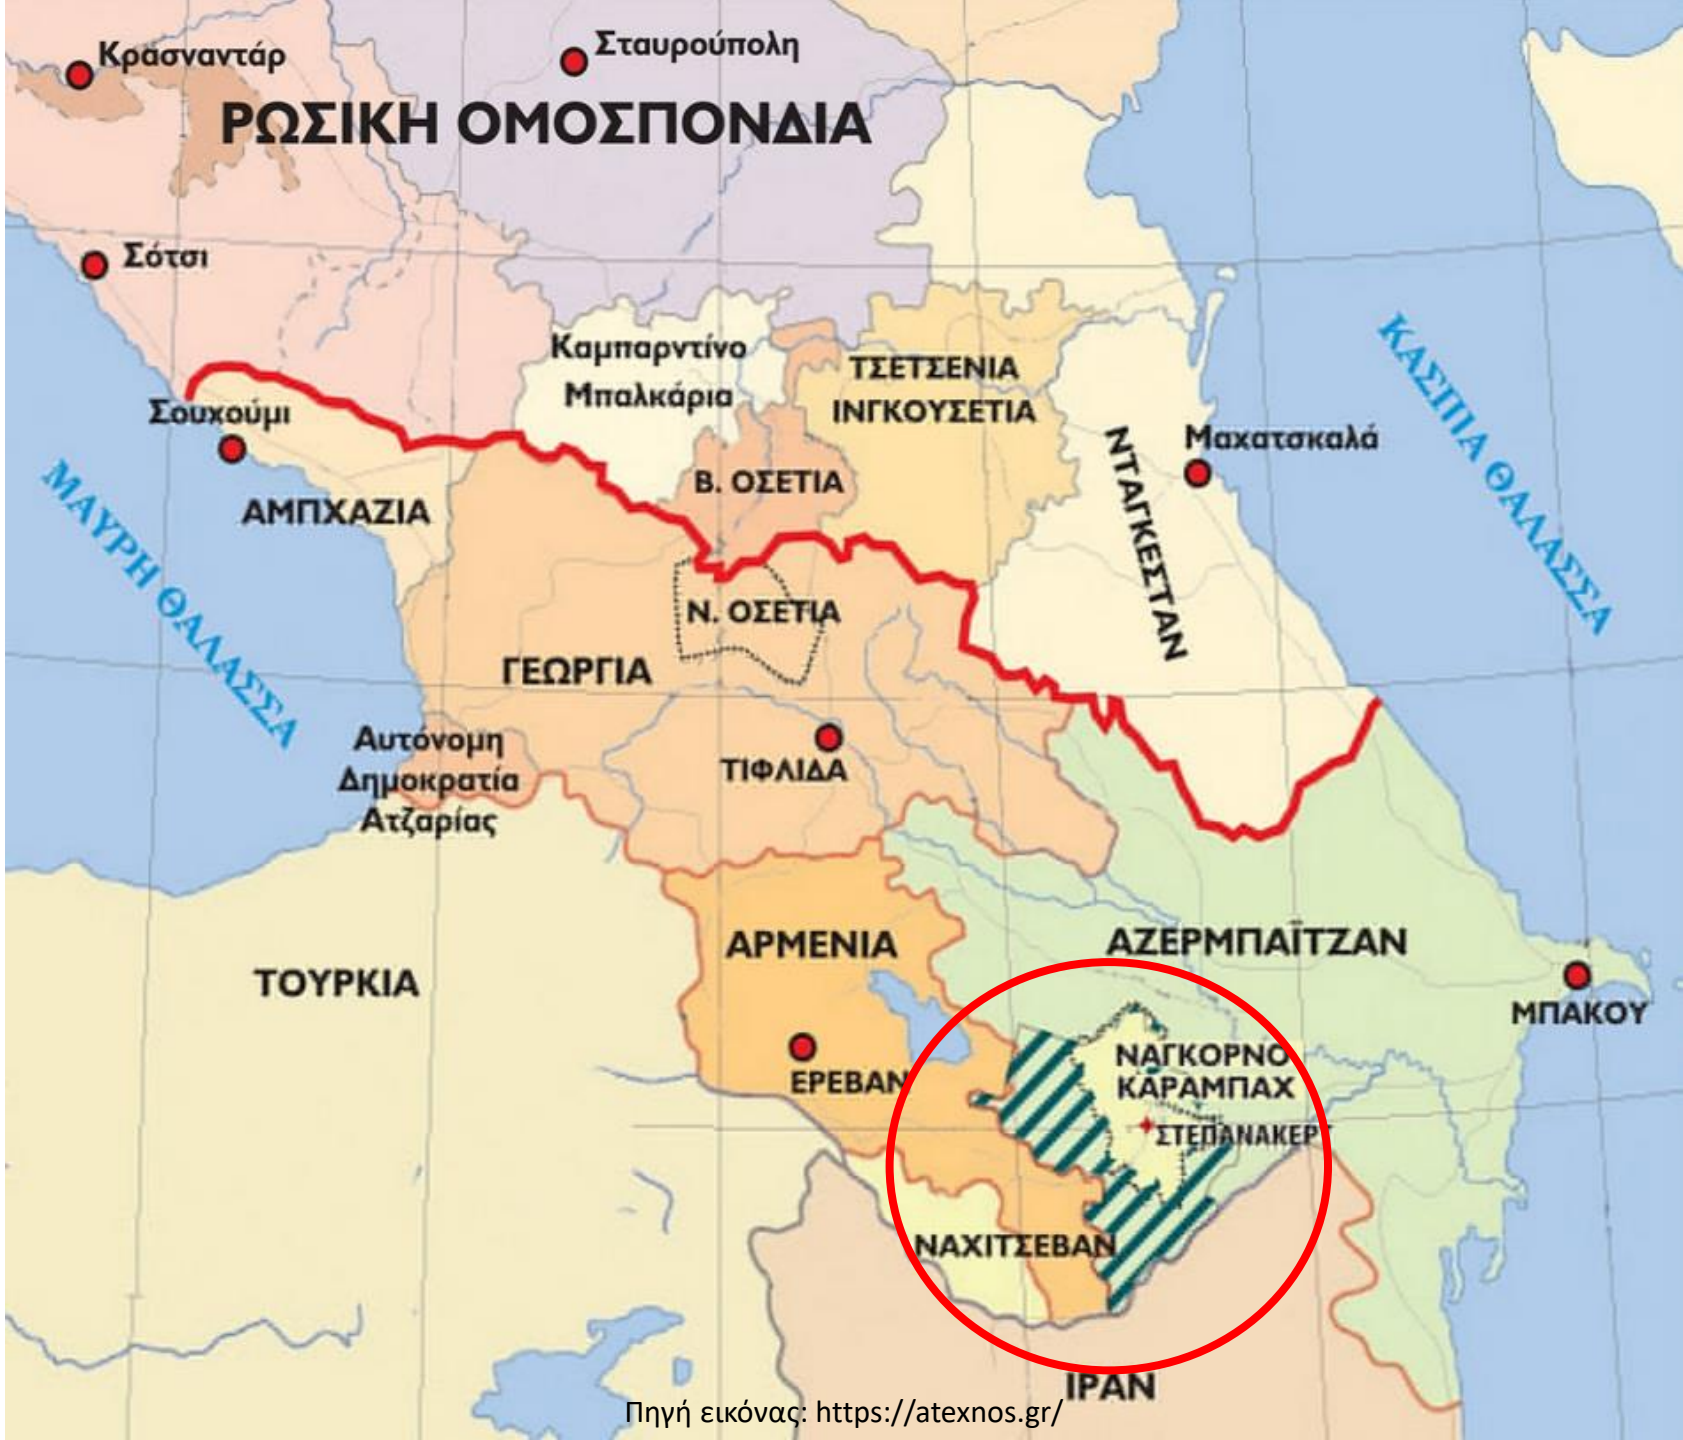 Κρασναντάρ
Σταυρούπολη
ΡΩΣΙΚΗ ΟΜΟΣΠΟΝΔΙΑ
Σότσι
Καμπαρντίνο
Μπαλκάρια
ΤΣΕΤΣΕΝΙΑ
ΙΝΓΚΟΥΣΕΤΙΑ
ΚΑΣΠΙΑ ΘΑΛΑΣΣΑ
Σουχούμι
Μαχατσκαλά
ΝΤΑΓΚΕΣΤΑΝ
Β. ΟΣΕΤΙΑ
ΑΜΠΧΑΖΙΑ
ΜΑΥΡΗ ΘΑΛΑΣΣΑ
Ν. ΟΣΕΤΙΑ
ΓΕΩΡΓΙΑ
Αυτόνομη
Δημοκρατία
Ατζαρίας
ΤΙΦΛΙΔΑ
ΑΡΜΕΝΙΑ
ΑΖΕΡΜΠΑΪΤΖΑΝ
ΤΟΥΡΚΙΑ
ΜΠΑΚΟΥ
ΕΡΕΒΑΝ
ΝΑΓΚΟΡΝΟ
ΚΑΡΑΜΠΑΧ
ΣΤΕΠΑΝΑΚΕΡΤ
ΝΑΧΙΤΣΕΒΑΝ
ΙΡΑΝ
Πηγή εικόνας: https://atexnos.gr/